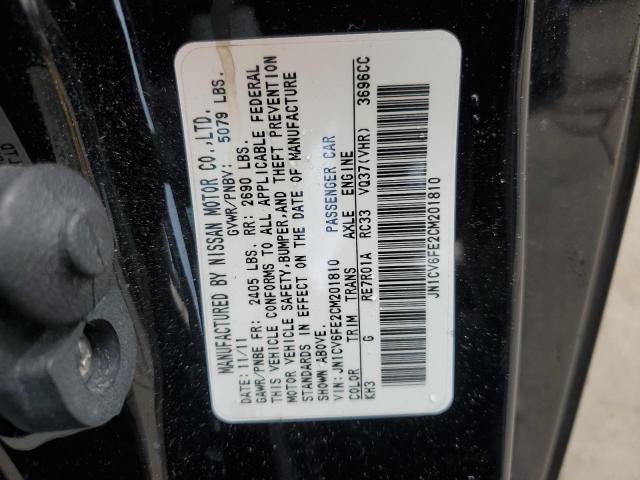 MANUFACTURED BY NISSAN MOTOR CO.,LTD.
DATE: 11/11 GVWR/PNBV: 5079 LBS.
GAWR/PNBE FR: 2405 LBS. RR: 2690 LBS.
THIS VEHICLE CONFORMS TO ALL APPLICABLE FEDERAL
MOTOR VEHICLE SAFETY,BUMPER,AND THEFT PREVENTION
STANDARDS IN EFFECT ON THE DATE OF MANUFACTURE
SHOWN ABOVE.
VIN: JN1CV6FE2CM201810 PASSENGER CAR
COLOR TRIM TRANS AXLE ENGINE
KH3 G RE7R01A RC33 VQ37(VHR) 3696CC
JN1CV6FE2CM201810